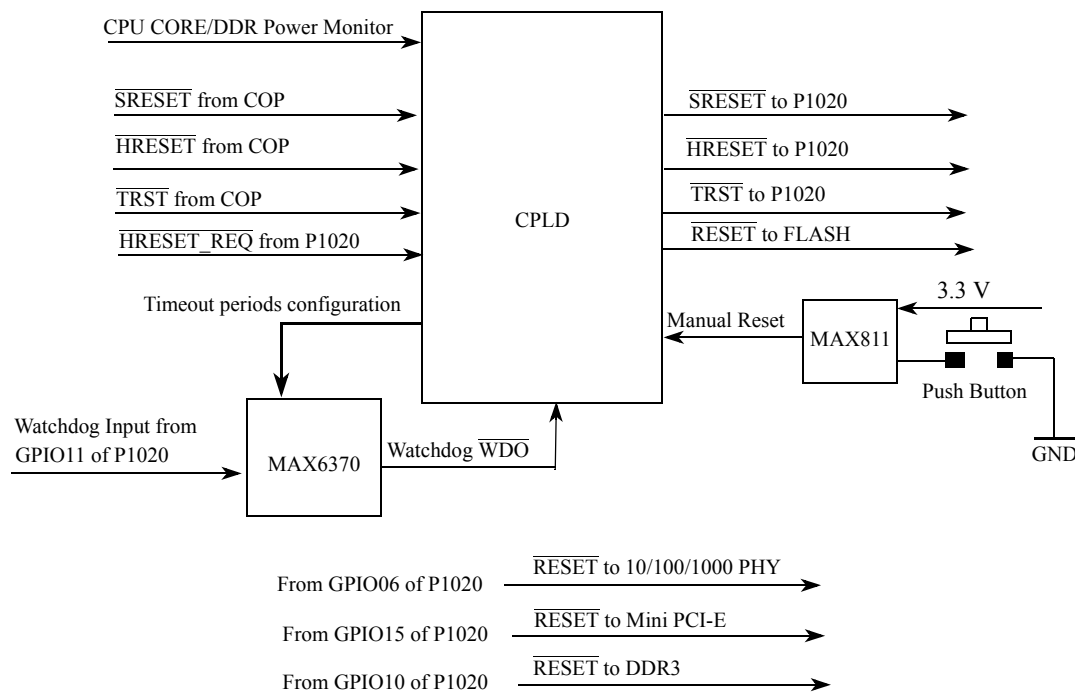 CPU CORE/DDR Power Monitor
SRESET from COP
HRESET from COP
TRST from COP
HRESET_REQ from P1020
CPLD
SRESET to P1020
HRESET to P1020
TRST to P1020
RESET to FLASH
Timeout periods configuration
Manual Reset
MAX811
3.3 V
Push Button
GND
Watchdog Input from
GPIO11 of P1020
MAX6370
Watchdog WDO
From GPIO06 of P1020
RESET to 10/100/1000 PHY
From GPIO15 of P1020
RESET to Mini PCI-E
From GPIO10 of P1020
RESET to DDR3